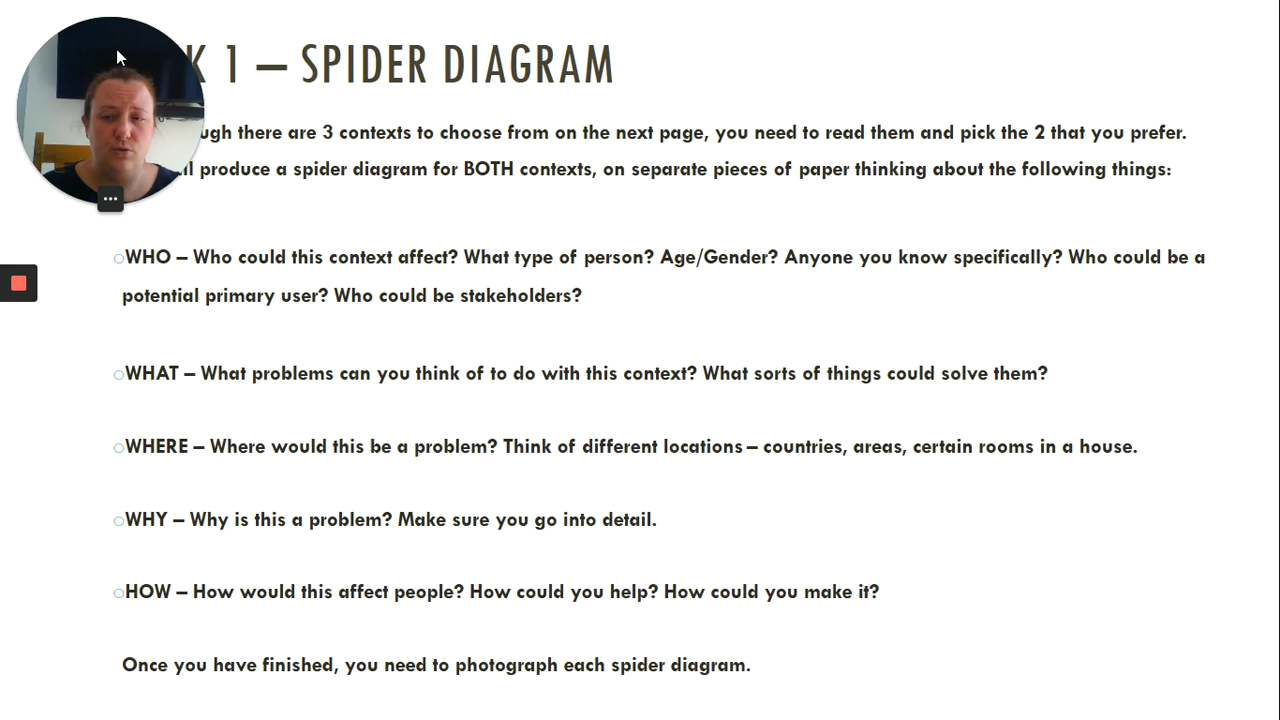 1 – SPIDER DIAGRAM
there are 3 contexts to choose from on the next page, you need to read them and pick the 2 that you prefer.
produce a spider diagram for BOTH contexts, on separate pieces of paper thinking about the following things:
WHO – Who could this context affect? What type of person? Age/Gender? Anyone you know specifically? Who could be a
potential primary user? Who could be stakeholders?
WHAT – What problems can you think of to do with this context? What sorts of things could solve them?
WHERE – Where would this be a problem? Think of different locations – countries, areas, certain rooms in a house.
WHY – Why is this a problem? Make sure you go into detail.
HOW – How would this affect people? How could you help? How could you make it?
Once you have finished, you need to photograph each spider diagram.